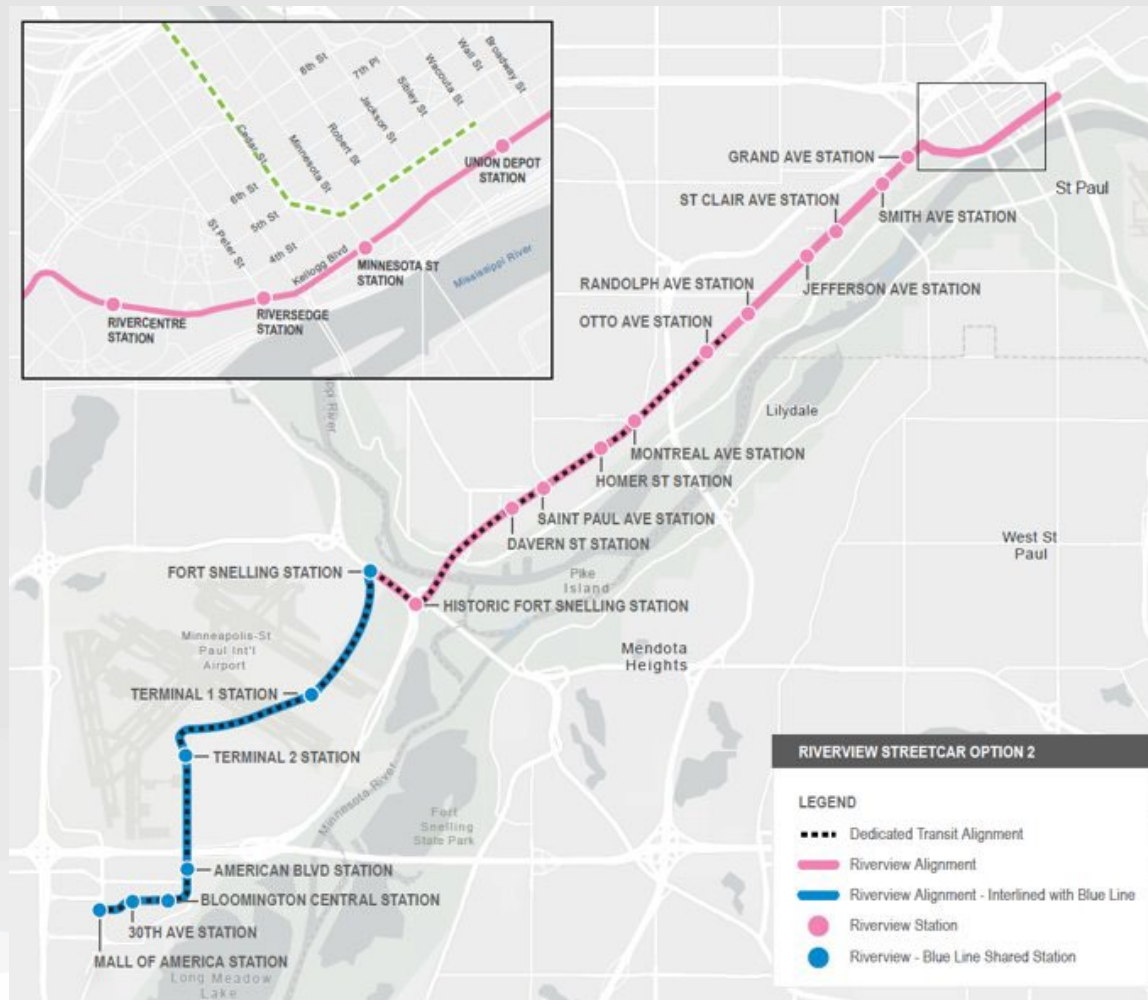 8th St
7th Pl
Wall St
Broadway St
Wacouta St
Sibley St
Jackson St
Robert St
Minnesota St
Cedar St
6th St
5th St
4th St
St Peter St
Kellogg Blvd
UNION DEPOT
STATION
MINNESOTA ST
STATION
Mississippi River
RIVERCENTRE
STATION
RIVERSEDGE
STATION
GRAND AVE STATION
ST CLAIR AVE STATION
St Paul
SMITH AVE STATION
RANDOLPH AVE STATION
JEFFERSON AVE STATION
OTTO AVE STATION
River
Lilydale
MONTREAL AVE STATION
HOMER ST STATION
SAINT PAUL AVE STATION
DAVERN ST STATION
West St
Paul
FORT SNELLING STATION
Pike
Island
HISTORIC FORT SNELLING STATION
Minneapolis-St
Paul Int'l
Airport
Mendota
Heights
TERMINAL 1 STATION
TERMINAL 2 STATION
Minnesota River
Fort
Snelling
State Park
AMERICAN BLVD STATION
BLOOMINGTON CENTRAL STATION
30TH AVE STATION
MALL OF AMERICA STATION
Long Meadow
Lake
RIVERVIEW STREETCAR OPTION 2
LEGEND
Dedicated Transit Alignment
Riverview Alignment
Riverview Alignment - Interlined with Blue Line
Riverview Station
Riverview - Blue Line Shared Station